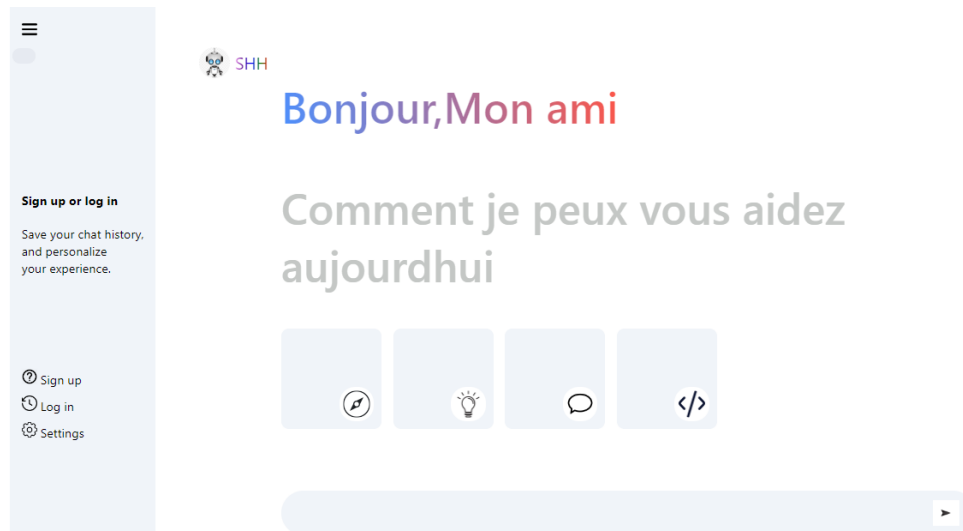 SHH
Bonjour,Mon ami
Comment je peux vous aidez
aujourdhui
Sign up or log in
Save your chat history,
and personalize
your experience.
Sign up
Log in
Settings